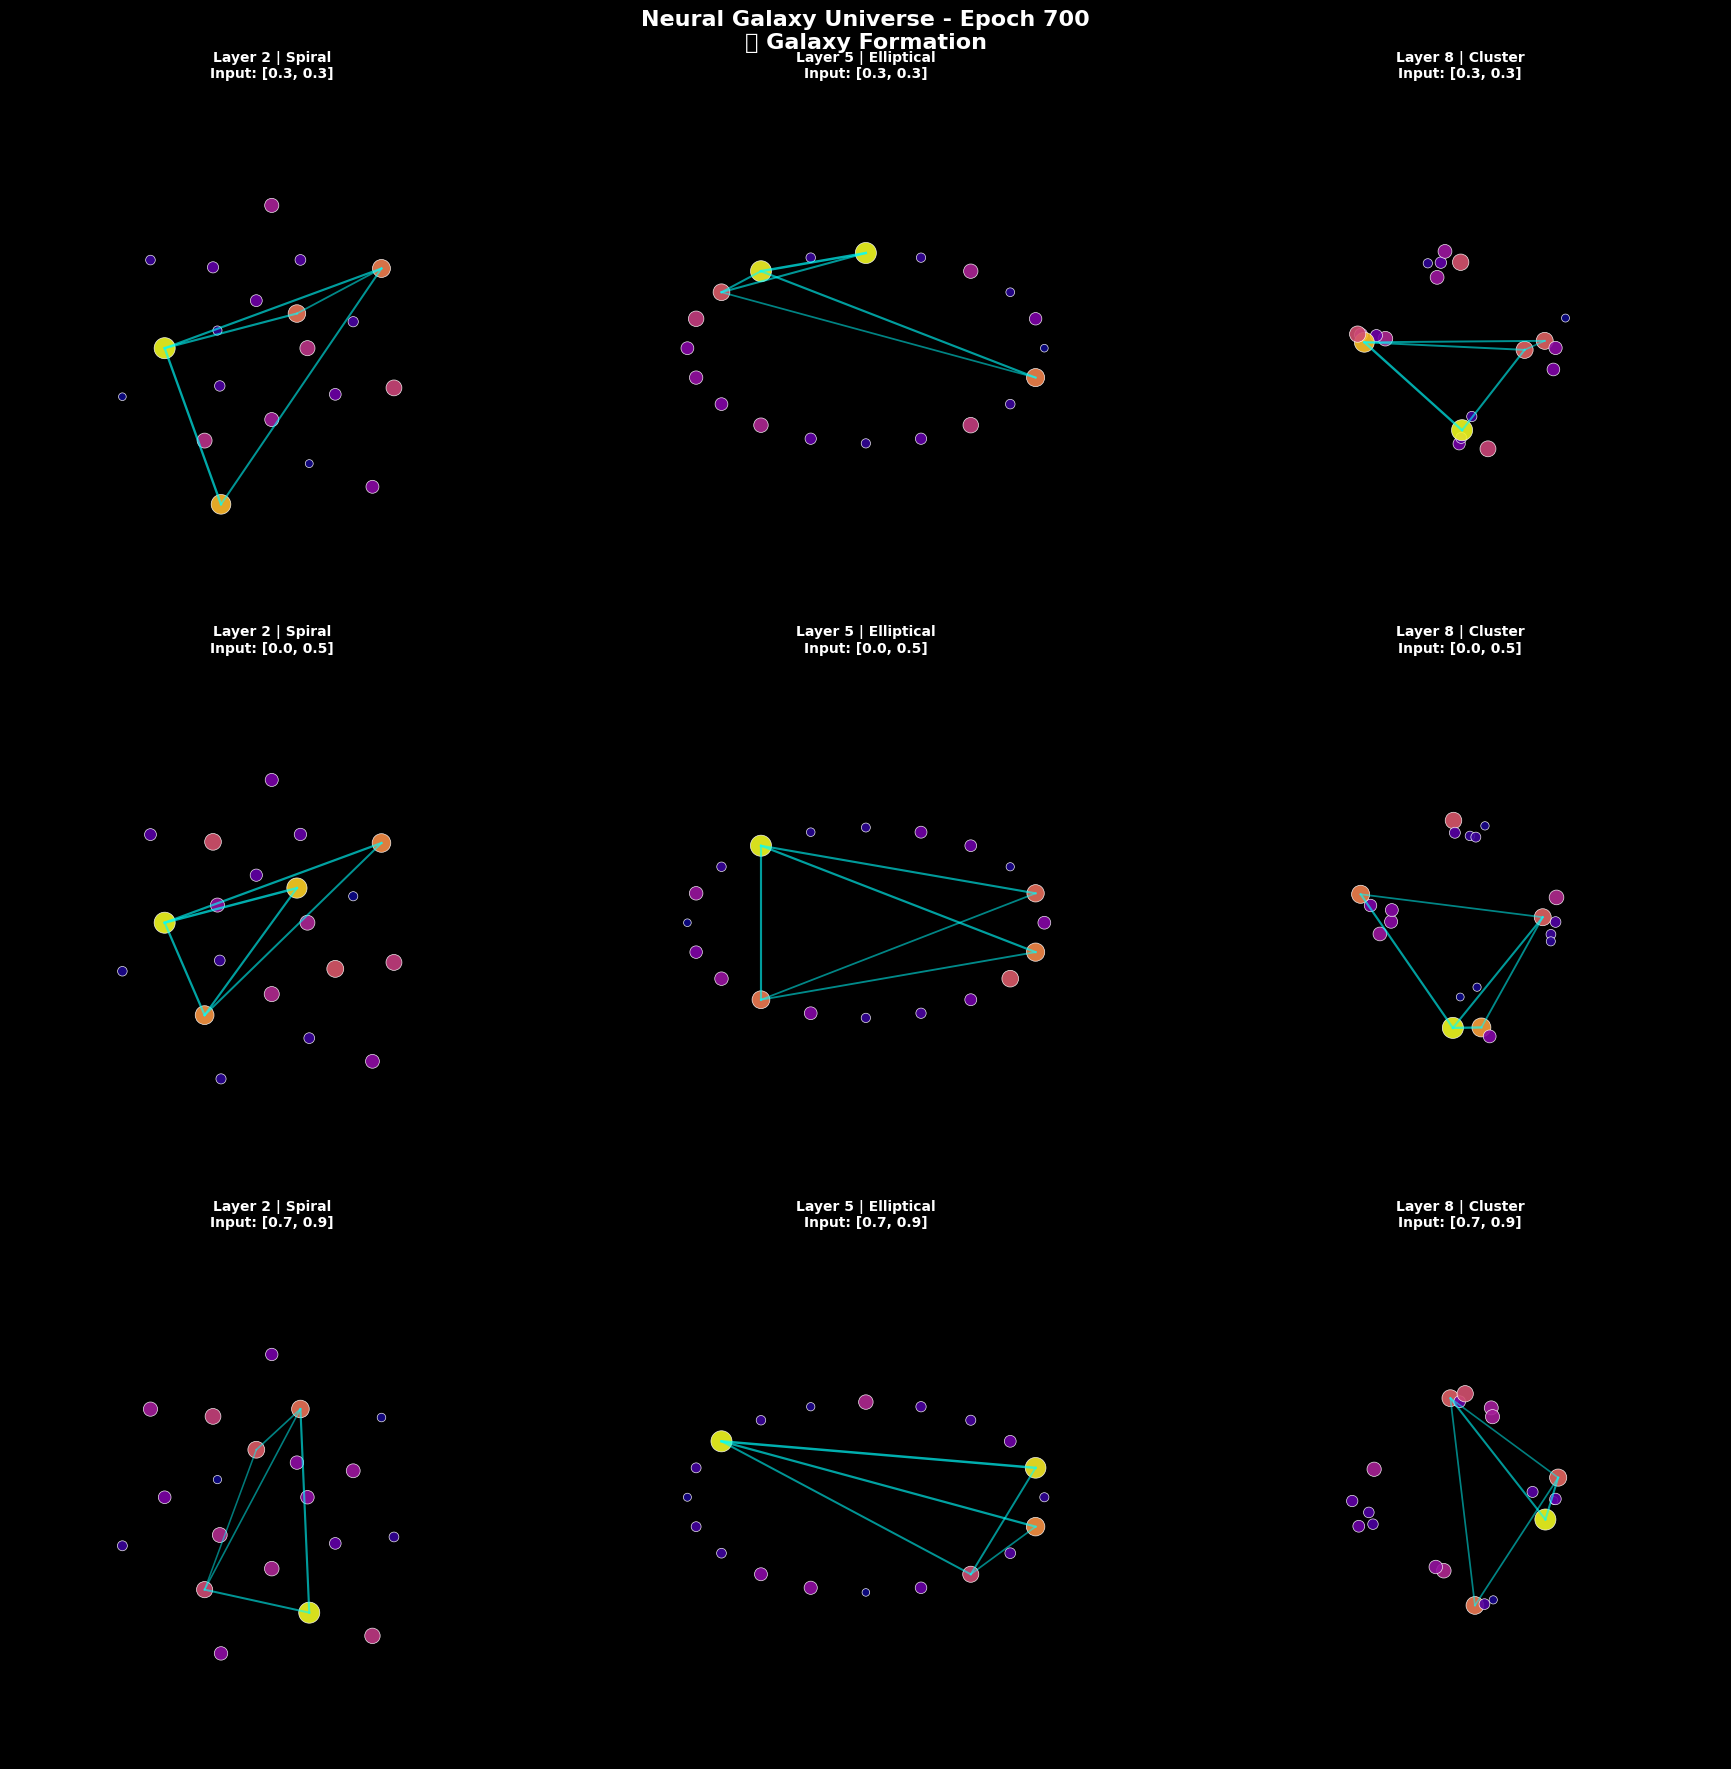 Neural Galaxy Universe - Epoch 700
Galaxy Formation
Layer 2 | Spiral
Input: [0.3, 0.3]
Layer 5 | Elliptical
Input: [0.3, 0.3]
Layer 8 | Cluster
Input: [0.3, 0.3]
Layer 2 | Spiral
Input: [0.0, 0.5]
Layer 5 | Elliptical
Input: [0.0, 0.5]
Layer 8 | Cluster
Input: [0.0, 0.5]
Layer 2 | Spiral
Input: [0.7, 0.9]
Layer 5 | Elliptical
Input: [0.7, 0.9]
Layer 8 | Cluster
Input: [0.7, 0.9]